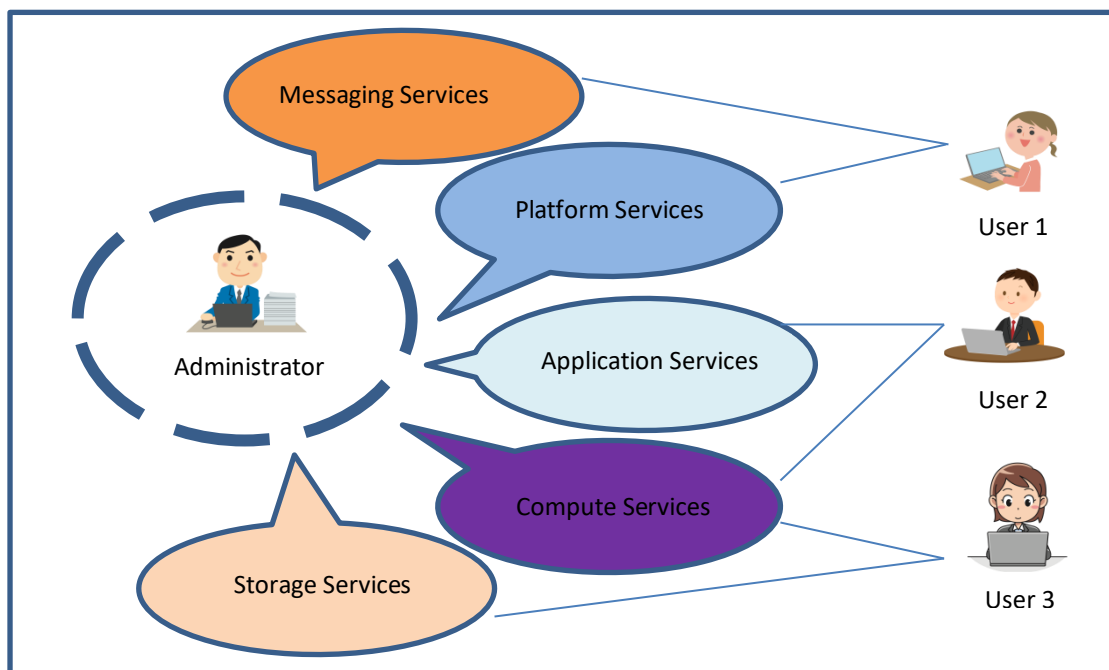 Messaging Services
Platform Services
User 1
Administrator
Application Services
User 2
Compute Services
Storage Services
User 3